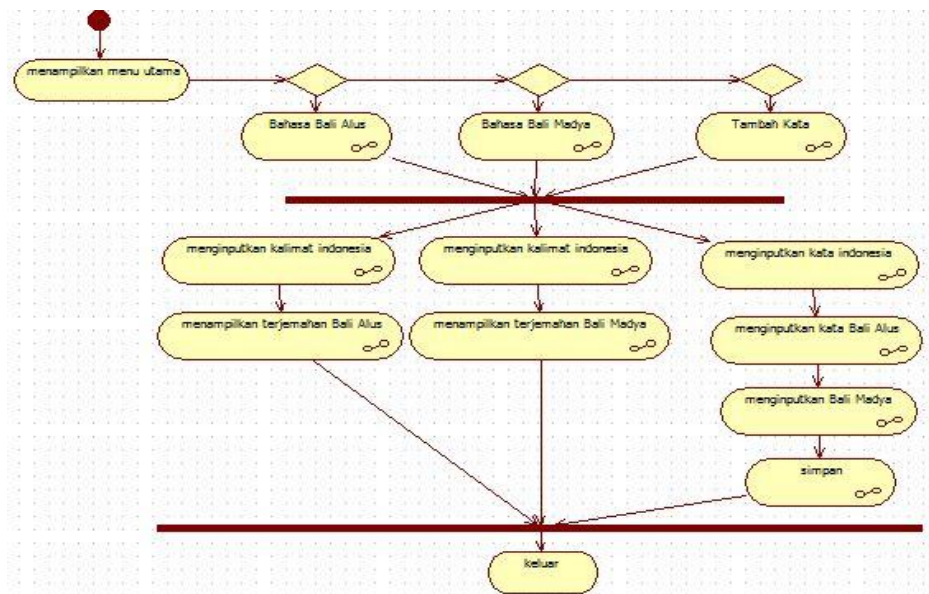 menampilkan menu utama
Bahasa Bali Alus
Bahasa Bali Madya
Tambah Kata
menginputkan kalimat indonesia
menginputkan kalimat indonesia
menginputkan kata indonesia
menampilkan terjemahan Bali Alus
menampilkan terjemahan Bali Madya
menginputkan kata Bali Alus
menginputkan Bali Madya
simpan
keluar